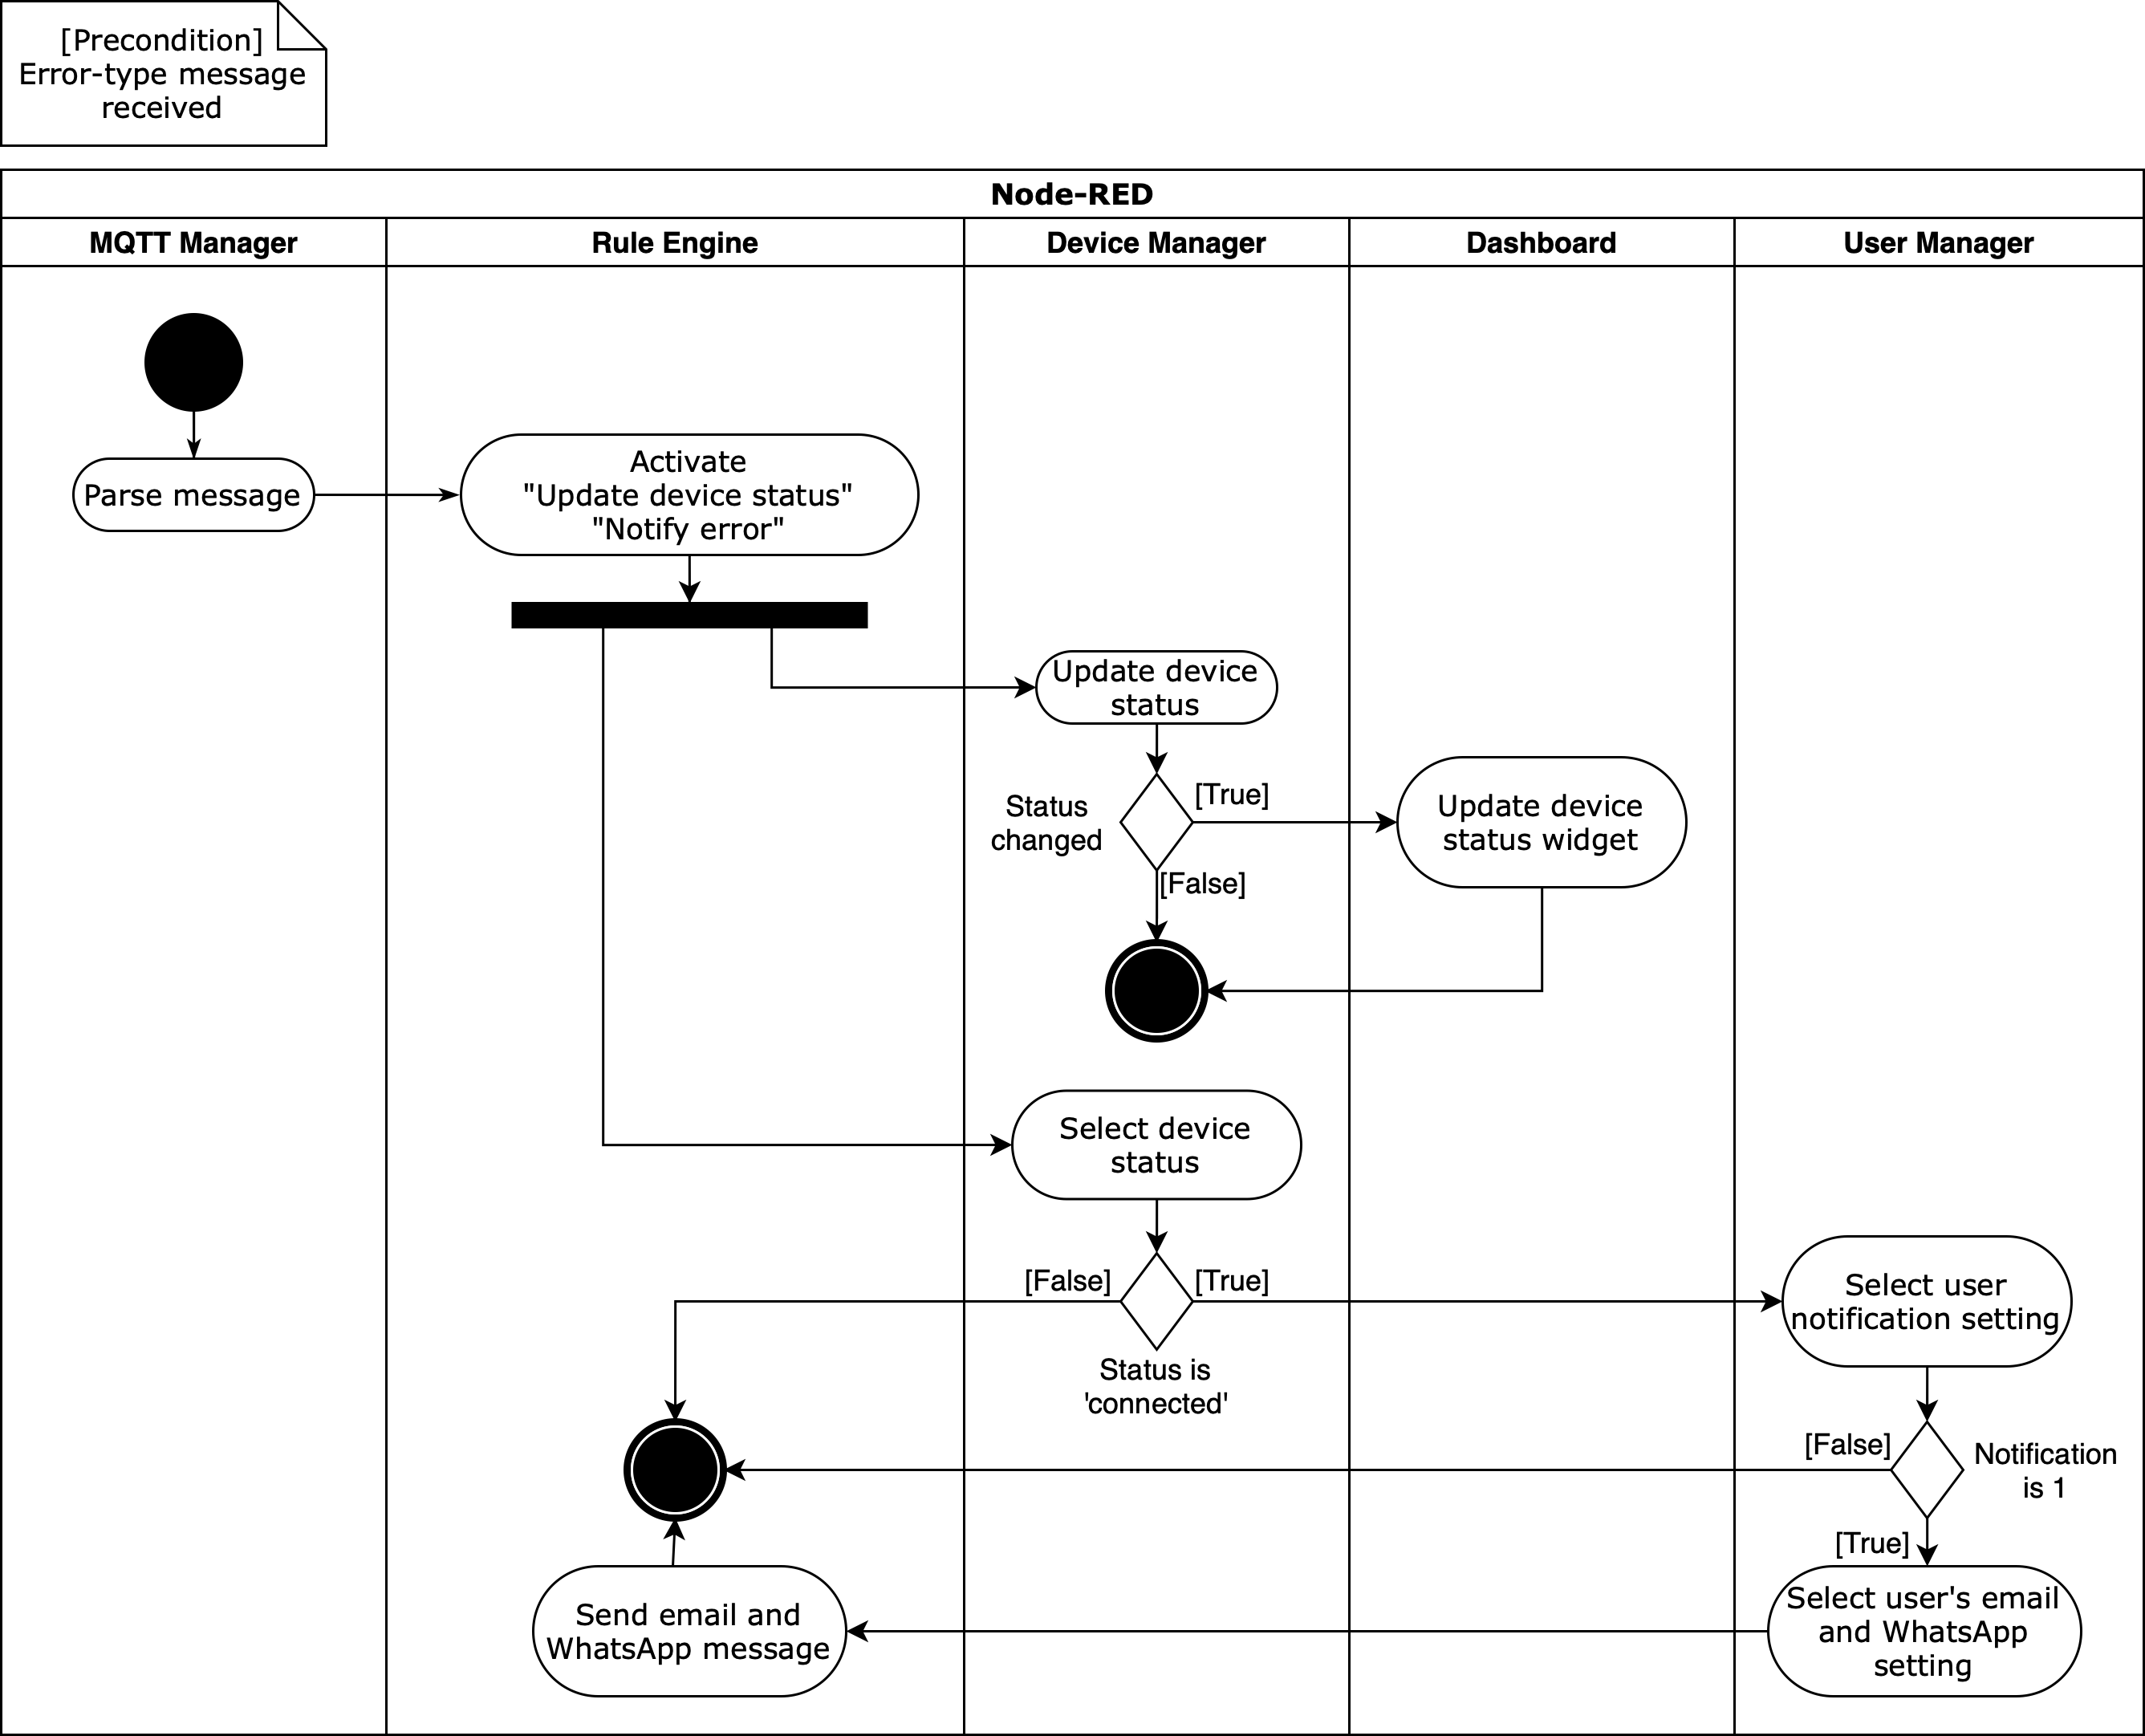 [Precondition]
Error-type message
received
Node-RED
MQTT Manager
Rule Engine
Device Manager
Dashboard
User Manager
Parse message
Activate
"Update device status"
"Notify error"
Update device
status
Status
changed
[True]
[False]
Update device
status widget
Select device
status
[False]
[True]
Status is
'connected'
Select user
notification setting
[False]
Notification
is 1
[True]
Select user's email
and WhatsApp
setting
Send email and
WhatsApp message